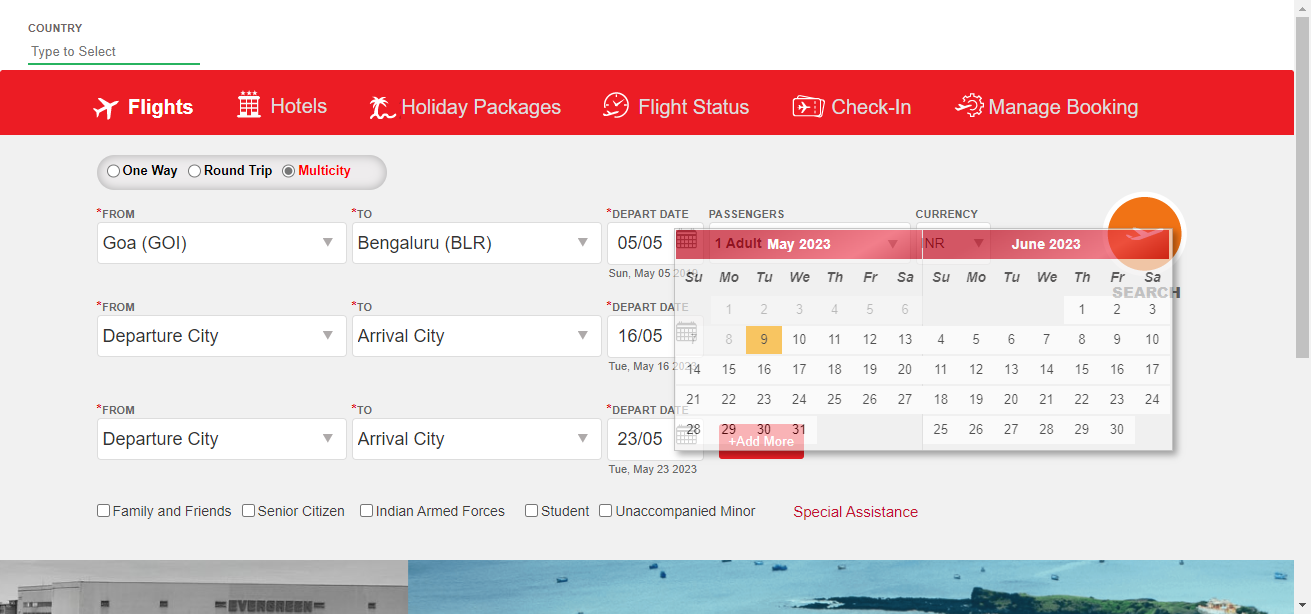 COUNTRY
Type to Select
Flights
Hotels
Holiday Packages
Flight Status
Check-In
Manage Booking
One Way
Round Trip
Multicity
*FROM
*TO
*DEPART DATE
PASSENGERS
CURRENCY
Goa (GOI)
Bengaluru (BLR)
05/05
1 Adult
INR
Sun, May 05 2019
SEARCH
May 2023
Su Mo Tu We Th Fr Sa
1 2 3 4 5 6
7 8 9 10 11 12 13
14 15 16 17 18 19 20
21 22 23 24 25 26 27
28 29 30 31
June 2023
Su Mo Tu We Th Fr Sa
1 2 3
4 5 6 7 8 9 10
11 12 13 14 15 16 17
18 19 20 21 22 23 24
25 26 27 28 29 30
*FROM
*TO
*DEPART DATE
Departure City
Arrival City
16/05
Tue, May 16 2023
*FROM
*TO
*DEPART DATE
Departure City
Arrival City
23/05
+Add More
Tue, May 23 2023
Family and Friends
Senior Citizen
Indian Armed Forces
Student
Unaccompanied Minor
Special Assistance
EVERGREEN